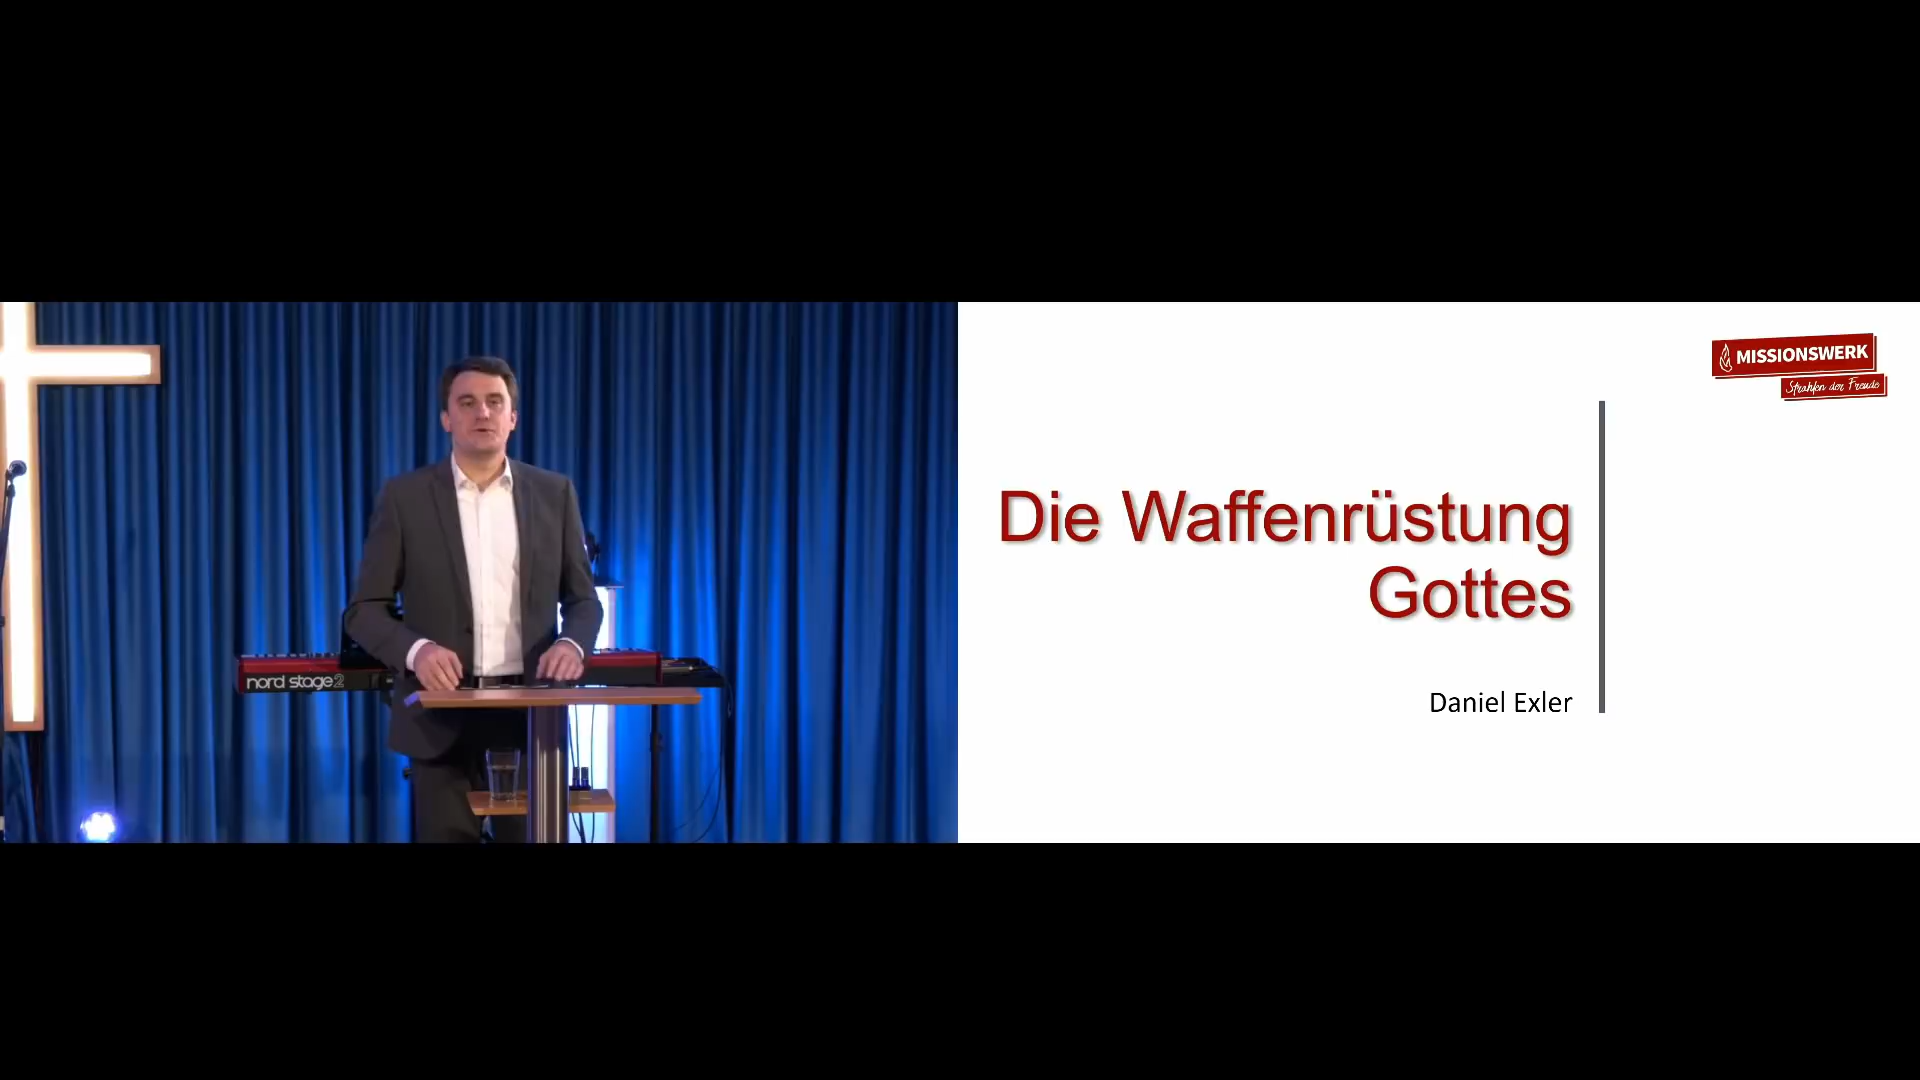 MISSIONSWERK
Strahlen der Freude
Die Waffenrüstung
Gottes
Daniel Exler
nord stage 2